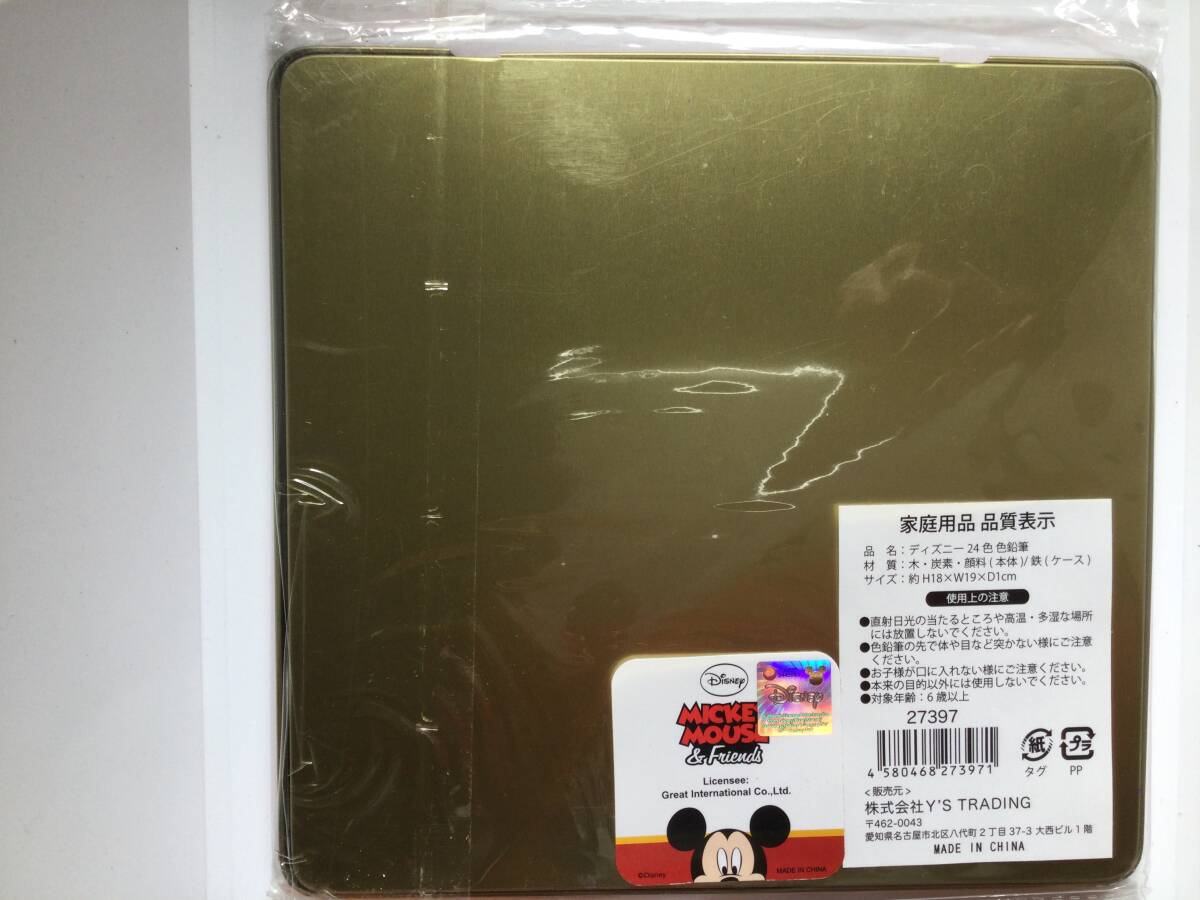 家庭用品 品質表示
品 名：ディズニー 24色 色鉛筆
材 質：木・炭素・顔料(本体)/鉄(ケース)
サイズ：約 H18×W19×D1cm
使用上の注意
●直射日光の当たるところや高温・多湿な場所
には放置しないでください。
●色鉛筆の先で体や目など突かない様にご注意
ください。
●お子様が口に入れない様にご注意ください。
●本来の目的以外には使用しないでください。
●対象年齢：6歳以上
27397
4 580468 273971
紙
タグ
プラ
PP
<販売元>
株式会社Y'S TRADING
〒462-0043
愛知県名古屋市北区八代町2丁目37-3 大西ビル1階
MADE IN CHINA
Disney
Disney
MICKEY
MOUSE
& Friends
Licensee:
Great International Co.,Ltd.
©Disney
MADE IN CHINA